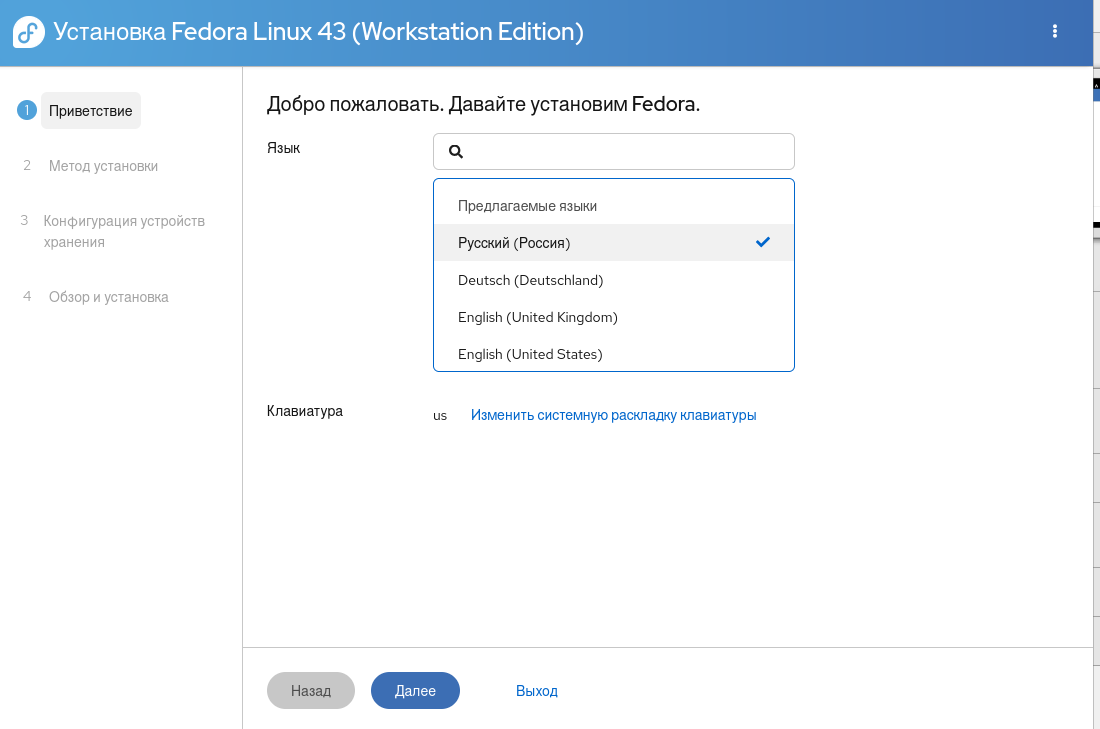 Установка Fedora Linux 43 (Workstation Edition)
1 Приветствие
2 Метод установки
3 Конфигурация устройств
хранения
4 Обзор и установка
Добро пожаловать. Давайте установим Fedora.
Язык
Предлагаемые языки
Русский (Россия)
Deutsch (Deutschland)
English (United Kingdom)
English (United States)
Клавиатура
us Изменить системную раскладку клавиатуры
Назад Далее Выход